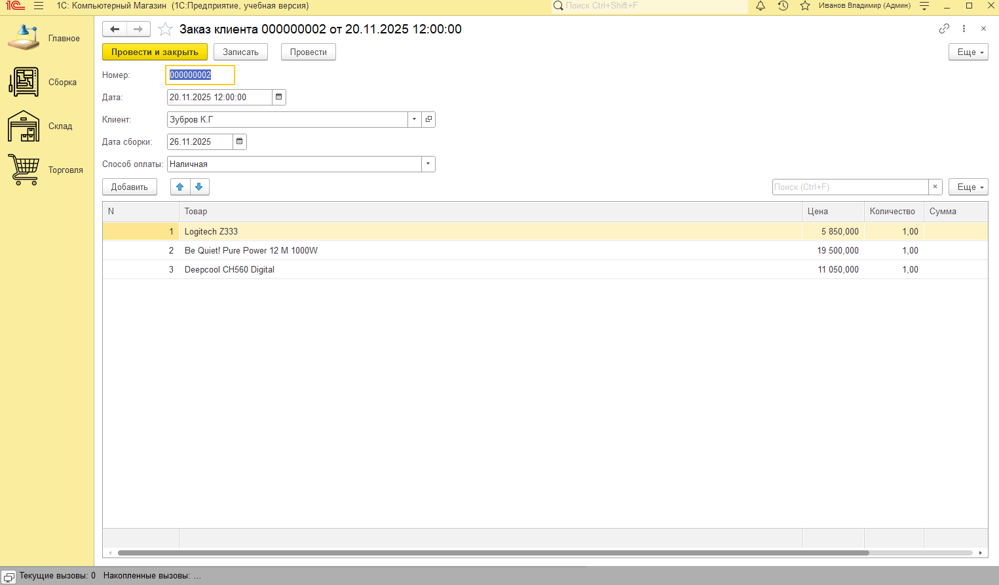 1С: Компьютерный Магазин (1С:Предприятие, учебная версия)
Поиск Ctrl+Shift+F
Иванов Владимир (Админ)
Главное
Сборка
Склад
Торговля
Заказ клиента 000000002 от 20.11.2025 12:00:00
Провести и закрыть Записать Провести Еще
Номер: 000000002
Дата: 20.11.2025 12:00:00
Клиент: Зубров К.Г
Дата сборки: 26.11.2025
Способ оплаты: Наличная
Добавить Поиск (Ctrl+F) Еще
N Товар Цена Количество Сумма
1 Logitech Z333 5 850,000 1,00
2 Be Quiet! Pure Power 12 M 1000W 19 500,000 1,00
3 Deepcool CH560 Digital 11 050,000 1,00
Текущие вызовы: 0 Накопленные вызовы: ...